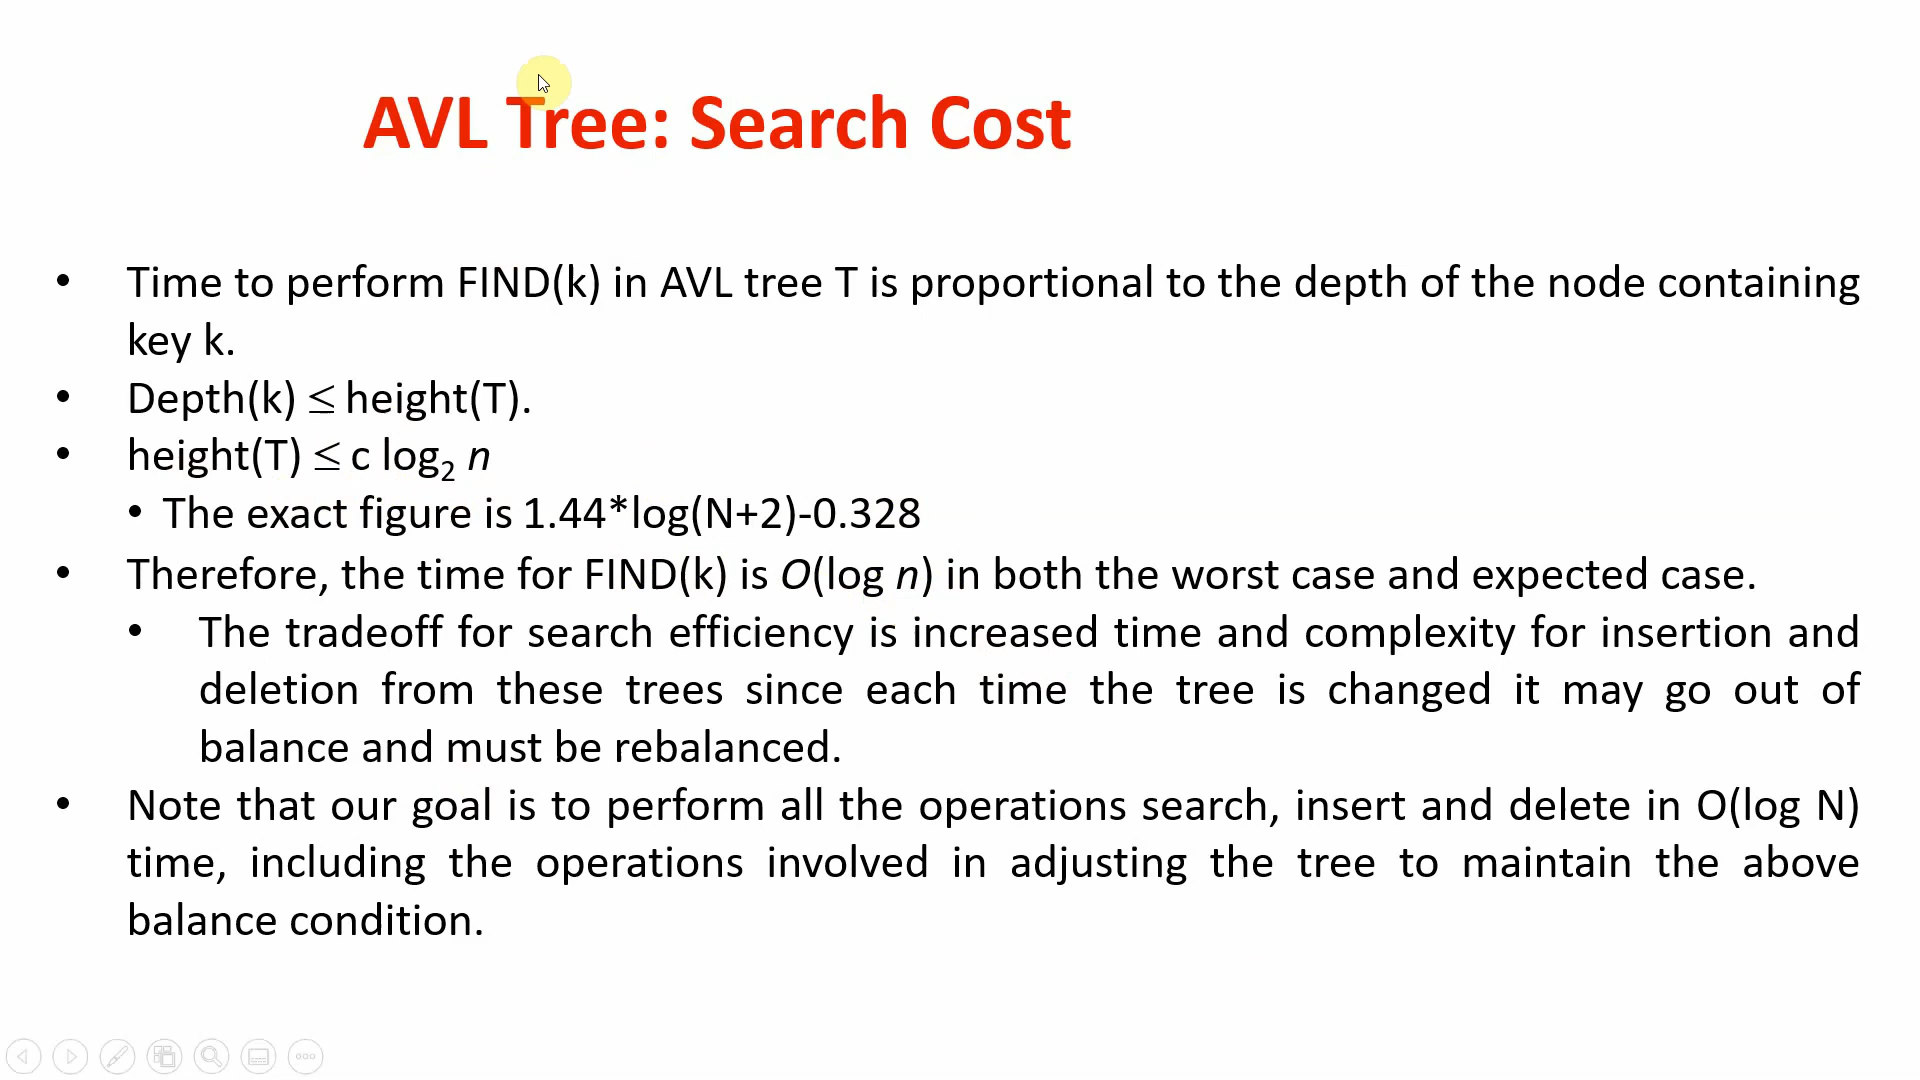 AVL Tree: Search Cost
• Time to perform FIND(k) in AVL tree T is proportional to the depth of the node containing
key k.
• Depth(k) ≤ height(T).
• height(T) ≤ c log₂ n
• The exact figure is 1.44*log(N+2)-0.328
• Therefore, the time for FIND(k) is O(log n) in both the worst case and expected case.
• The tradeoff for search efficiency is increased time and complexity for insertion and
deletion from these trees since each time the tree is changed it may go out of
balance and must be rebalanced.
• Note that our goal is to perform all the operations search, insert and delete in O(log N)
time, including the operations involved in adjusting the tree to maintain the above
balance condition.